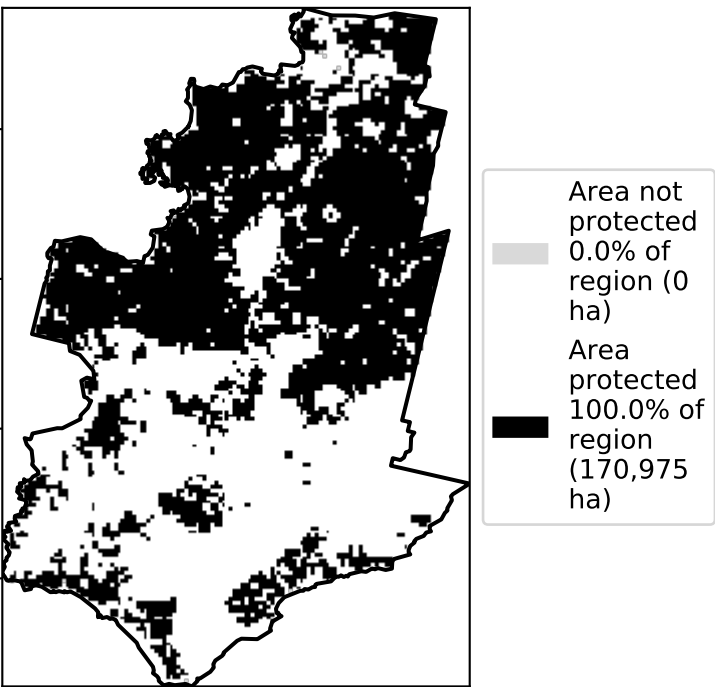 Area not
protected
0.0% of
region (0
ha)
Area
protected
100.0% of
region
(170,975
ha)